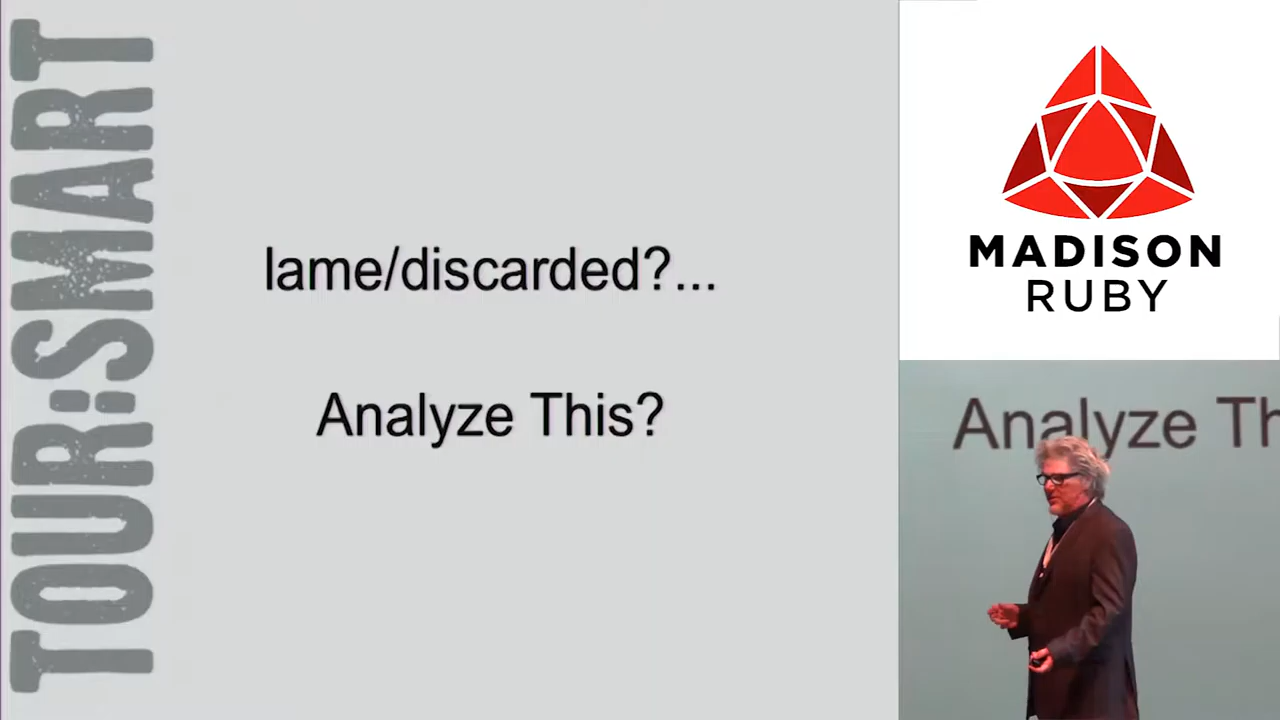 TOUR:SMART
lame/discarded?...
Analyze This?
MADISON
RUBY
Analyze Th